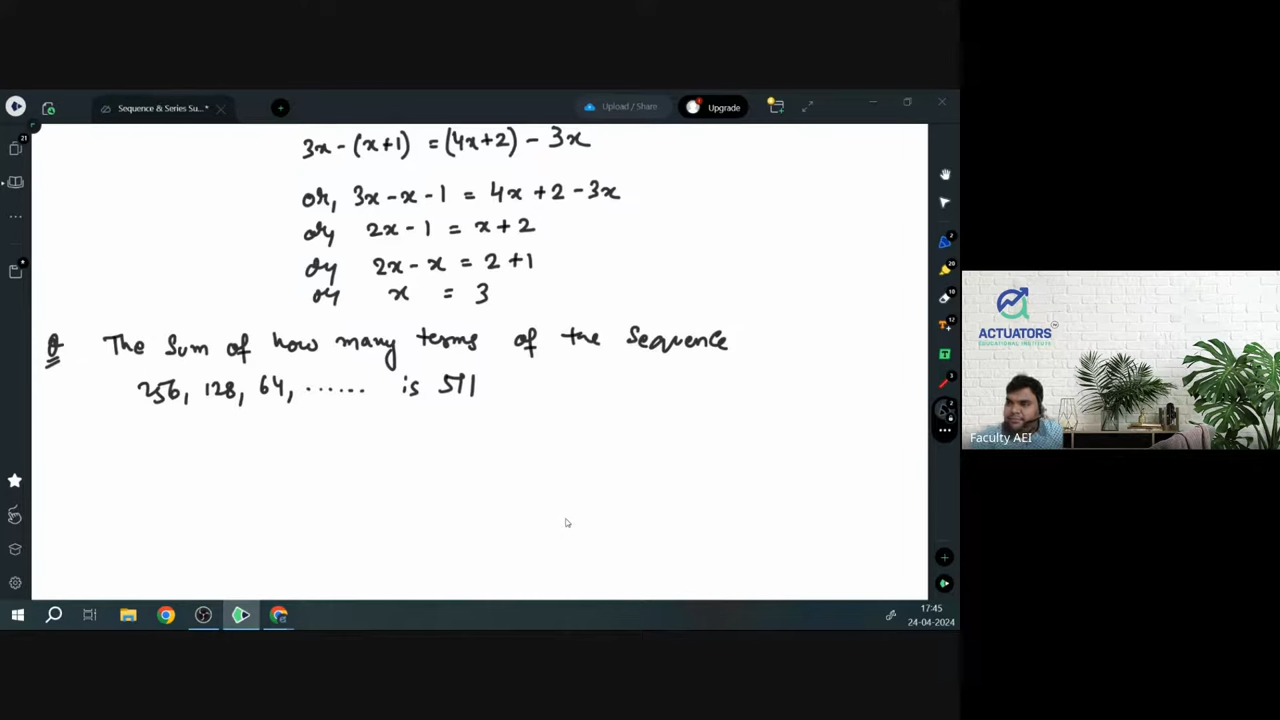 Sequence & Series Su...*
Upload / Share
Upgrade
3x - (x+1) = (4x+2) - 3x
or, 3x - x - 1 = 4x + 2 - 3x
or, 2x - 1 = x + 2
or, 2x - x = 2 + 1
or, x = 3
Q The Sum of how many terms of the Sequence
256, 128, 64, ...... is 511
ACTUATORS
EDUCATIONAL INSTITUTE
Faculty AEI
17:45
24-04-2024